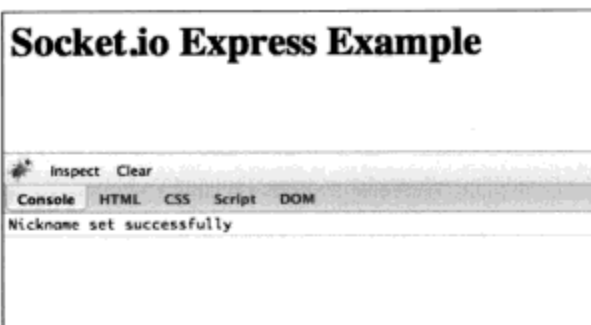 Socket.io Express Example
Inspect Clear
Console HTML CSS Script DOM
Nickname set successfully